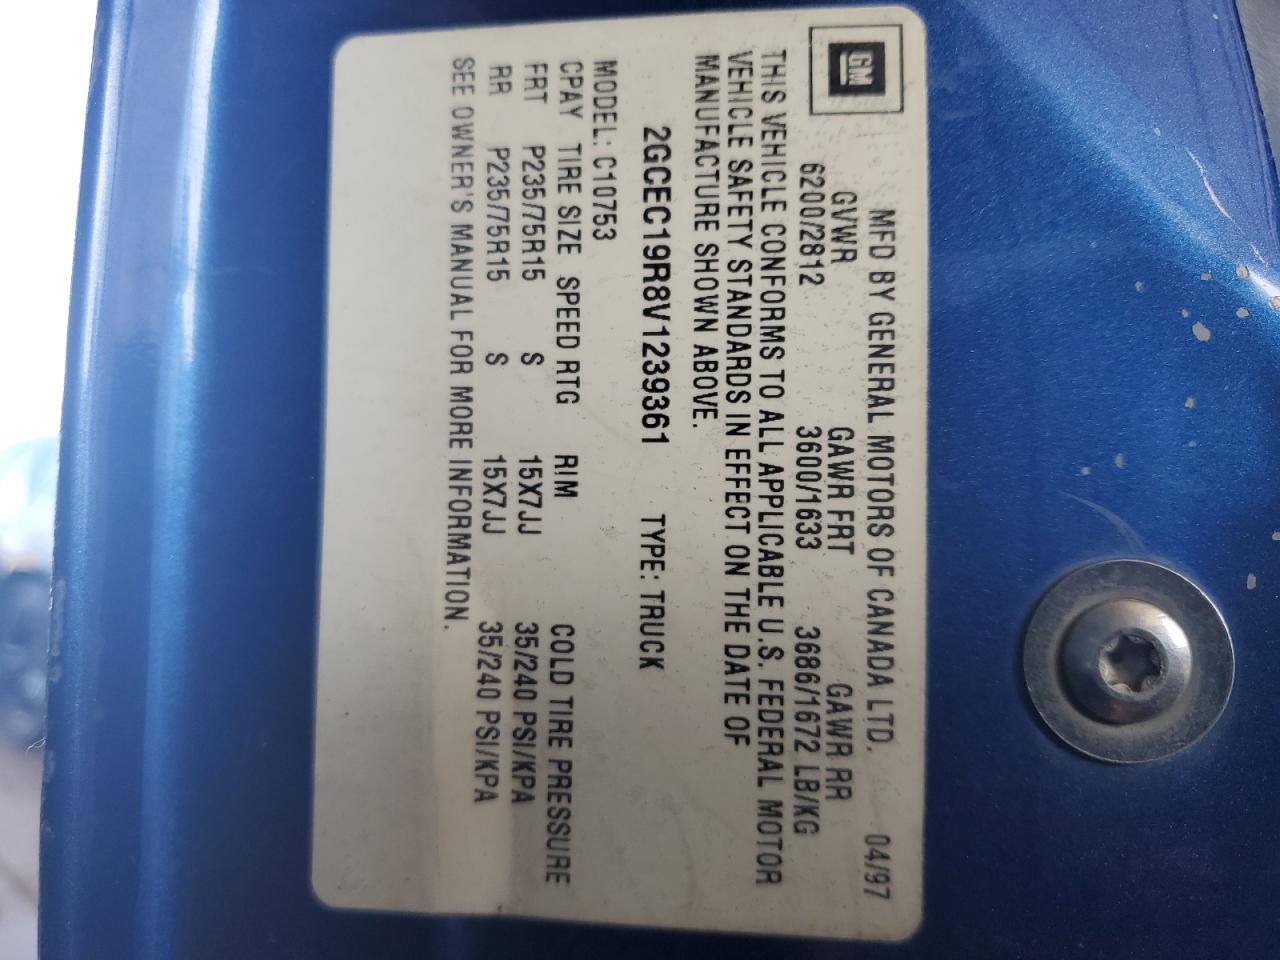 GM
MFD BY GENERAL MOTORS OF CANADA LTD. 04/97
GVWR GAWR FRT GAWR RR
6200/2812 3600/1633 3686/1672 LB/KG
THIS VEHICLE CONFORMS TO ALL APPLICABLE U.S. FEDERAL MOTOR
VEHICLE SAFETY STANDARDS IN EFFECT ON THE DATE OF
MANUFACTURE SHOWN ABOVE.
2GCEC19R8V1239361 TYPE: TRUCK
MODEL: C10753
CPAY TIRE SIZE SPEED RTG RIM COLD TIRE PRESSURE
FRT P235/75R15 S 15X7JJ 35/240 PSI/KPA
RR P235/75R15 S 15X7JJ 35/240 PSI/KPA
SEE OWNER'S MANUAL FOR MORE INFORMATION.